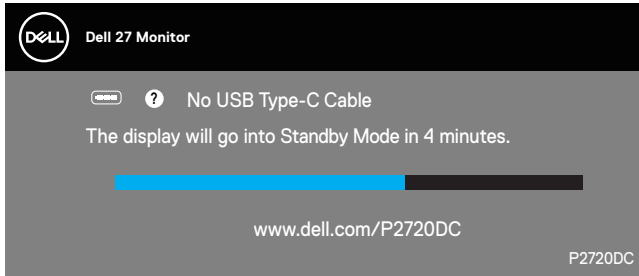 DELL
Dell 27 Monitor
? No USB Type-C Cable
The display will go into Standby Mode in 4 minutes.
www.dell.com/P2720DC
P2720DC